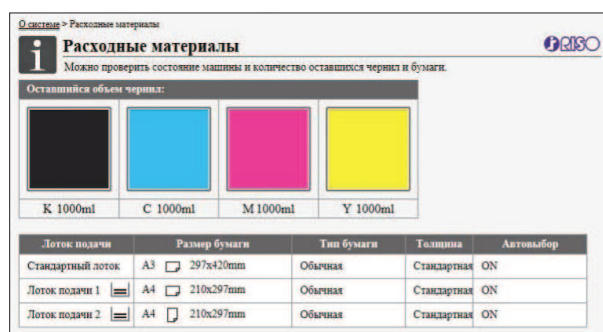 О системе > Расходные материалы
Расходные материалы
RISO
Можно проверить состояние машины и количество оставшихся чернил и бумаги.
Оставшийся объем чернил:
K 1000ml C 1000ml M 1000ml Y 1000ml
Лоток подачи Размер бумаги Тип бумаги Толщина Автовыбор
Стандартный лоток A3 297x420mm Обычная Стандартная ON
Лоток подачи 1 A4 210x297mm Обычная Стандартная ON
Лоток подачи 2 A4 210x297mm Обычная Стандартная ON